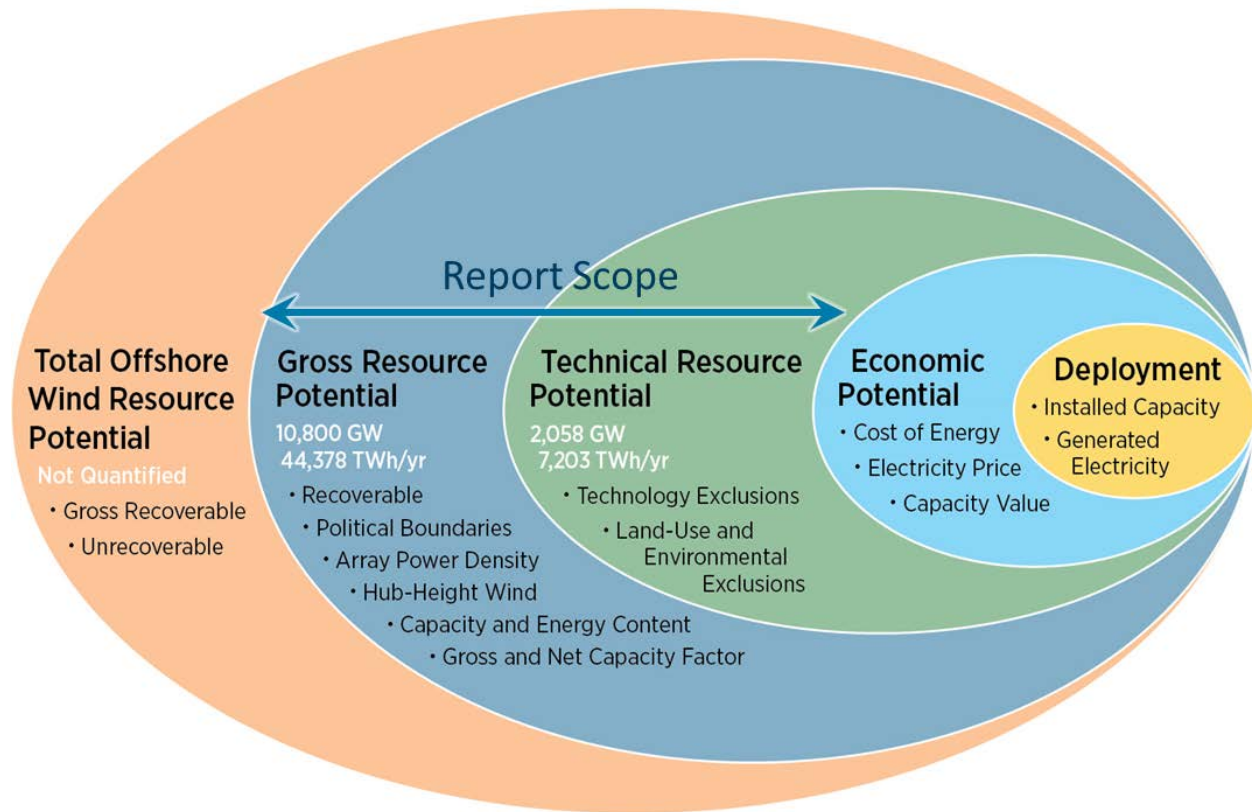 Report Scope
Total Offshore
Wind Resource
Potential
Not Quantified
• Gross Recoverable
• Unrecoverable
Gross Resource
Potential
10,800 GW
44,378 TWh/yr
• Recoverable
• Political Boundaries
• Array Power Density
• Hub-Height Wind
• Capacity and Energy Content
• Gross and Net Capacity Factor
Technical Resource
Potential
2,058 GW
7,203 TWh/yr
• Technology Exclusions
• Land-Use and
Environmental
Exclusions
Economic
Potential
• Cost of Energy
• Electricity Price
• Capacity Value
Deployment
• Installed Capacity
• Generated
Electricity